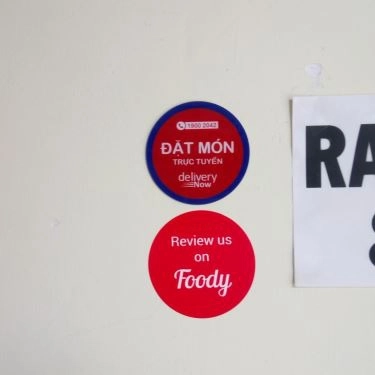 1900 2042
ĐẶT MÓN
TRỰC TUYẾN
delivery
Now
Review us
on
Foody
RA
&